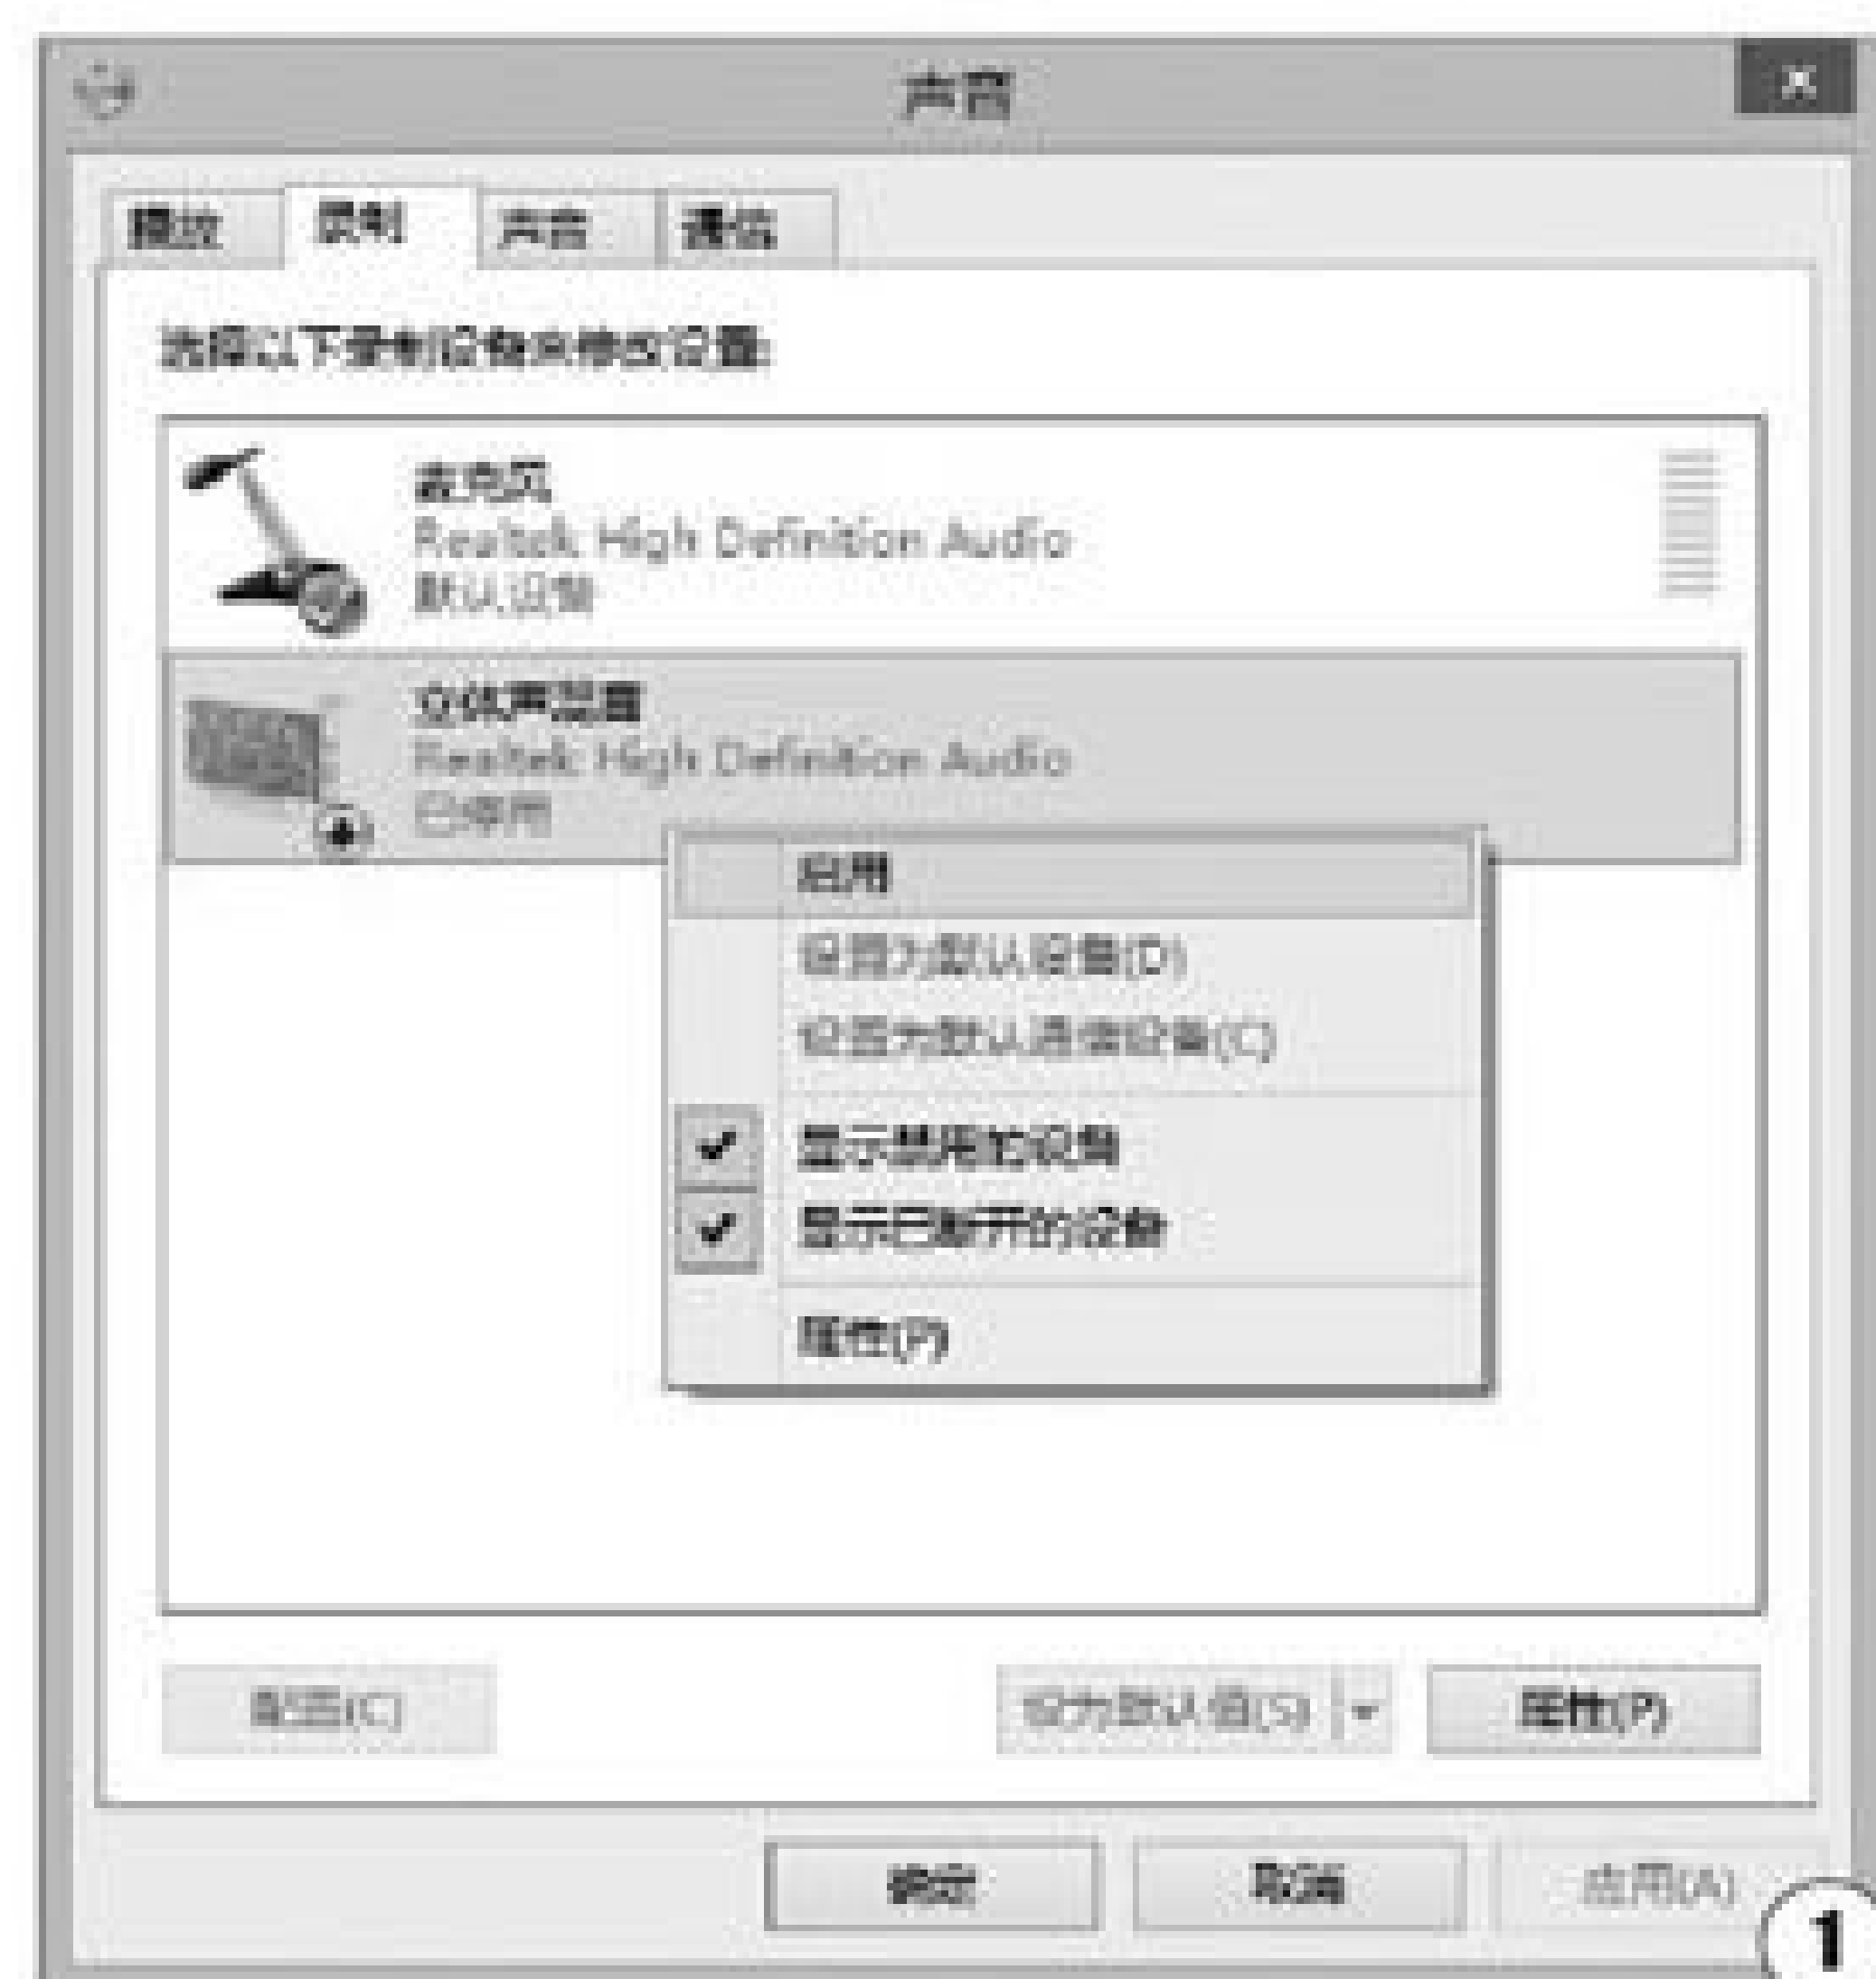 声音
播放 录制 声音 通信
选择以下录制设备来修改设置:
麦克风
Realtek High Definition Audio
默认设备
立体声混音
Realtek High Definition Audio
已停用
启用
设置为默认设备(D)
设置为默认通信设备(C)
显示禁用的设备
显示已断开的设备
属性(P)
配置(C) 设为默认值(S) 属性(P)
确定 取消 应用(A)
1